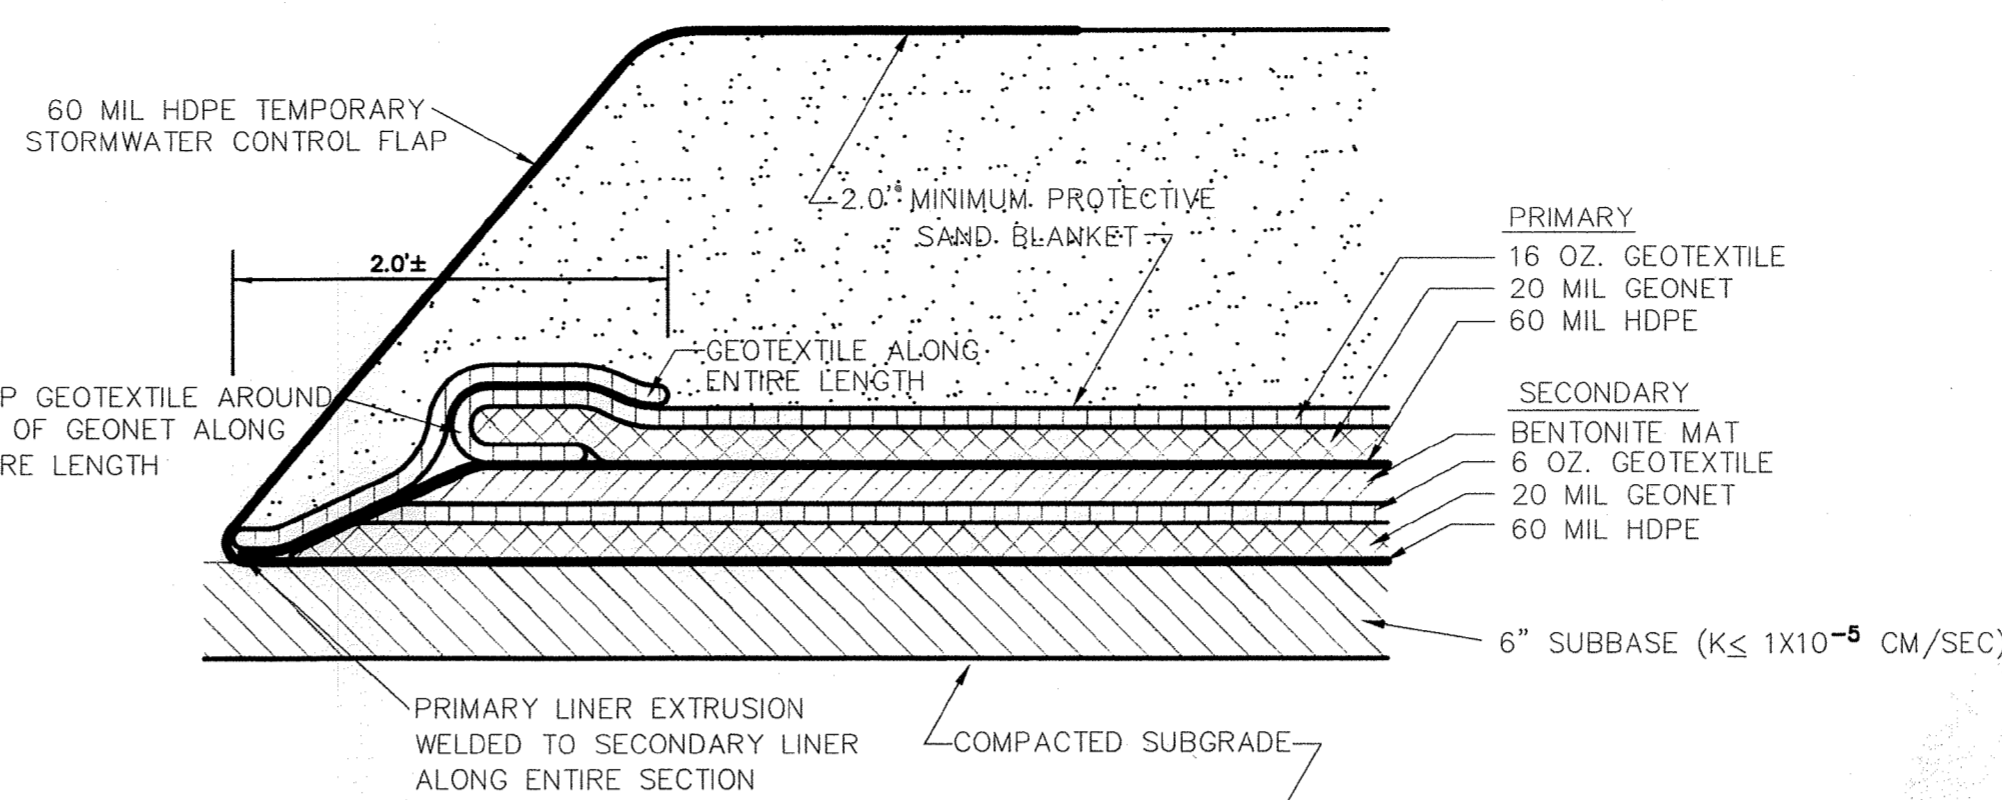 60 MIL HDPE TEMPORARY
STORMWATER CONTROL FLAP
2.0' MINIMUM PROTECTIVE
SAND BLANKET
2.0'±
GEOTEXTILE ALONG
ENTIRE LENGTH
P GEOTEXTILE AROUND
OF GEONET ALONG
RE LENGTH
PRIMARY
16 OZ. GEOTEXTILE
20 MIL GEONET
60 MIL HDPE
SECONDARY
BENTONITE MAT
6 OZ. GEOTEXTILE
20 MIL GEONET
60 MIL HDPE
6" SUBBASE (K≤ 1X10⁻⁵ CM/SEC)
PRIMARY LINER EXTRUSION
WELDED TO SECONDARY LINER
ALONG ENTIRE SECTION
COMPACTED SUBGRADE